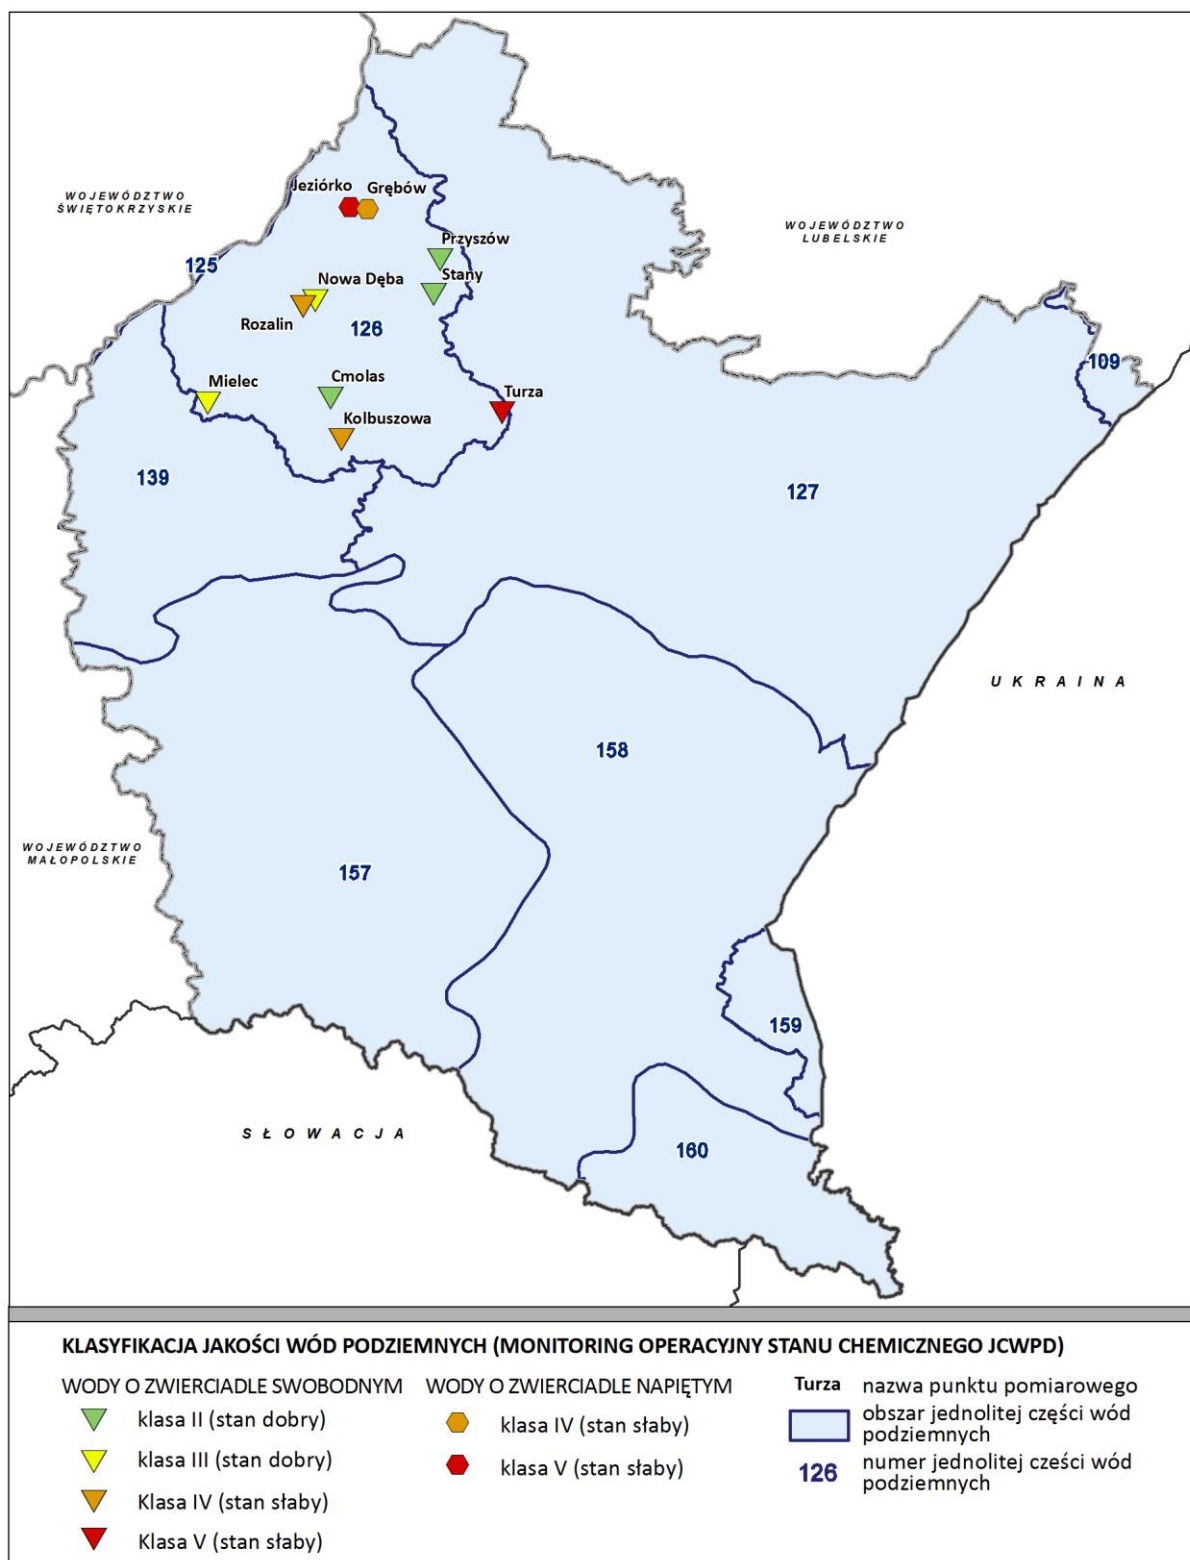 WOJEWÓDZTWO
ŚWIĘTOKRZYSKIE
Jeziórko
Grębów
WOJEWÓDZTWO
LUBELSKIE
Przyszów
125
Stany
Nowa Dęba
Rozalin
126
109
Mielec
Cmolas
Turza
Kolbuszowa
139
127
UKRAINA
158
WOJEWÓDZTWO
MAŁOPOLSKIE
157
159
SŁOWACJA
160
KLASYFIKACJA JAKOŚCI WÓD PODZIEMNYCH (MONITORING OPERACYJNY STANU CHEMICZNEGO JCWPD)
WODY O ZWIERCIADLE SWOBODNYM
klasa II (stan dobry)
klasa III (stan dobry)
Klasa IV (stan słaby)
Klasa V (stan słaby)
WODY O ZWIERCIADLE NAPIĘTYM
klasa IV (stan słaby)
klasa V (stan słaby)
Turza nazwa punktu pomiarowego
obszar jednolitej części wód
podziemnych
126 numer jednolitej cześci wód
podziemnych